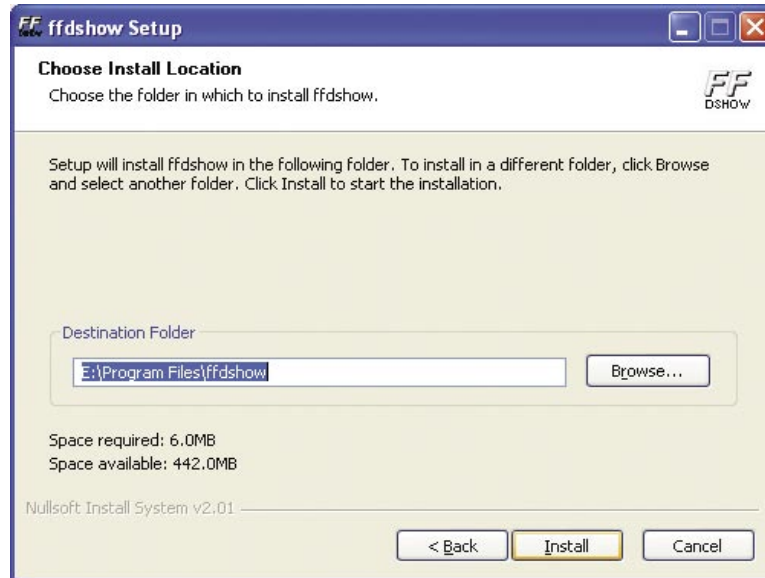 ffdshow Setup
Choose Install Location
Choose the folder in which to install ffdshow.
FF
DSHOW
Setup will install ffdshow in the following folder. To install in a different folder, click Browse
and select another folder. Click Install to start the installation.
Destination Folder
E:\Program Files\ffdshow
Browse...
Space required: 6.0MB
Space available: 442.0MB
Nullsoft Install System v2.01
< Back
Install
Cancel